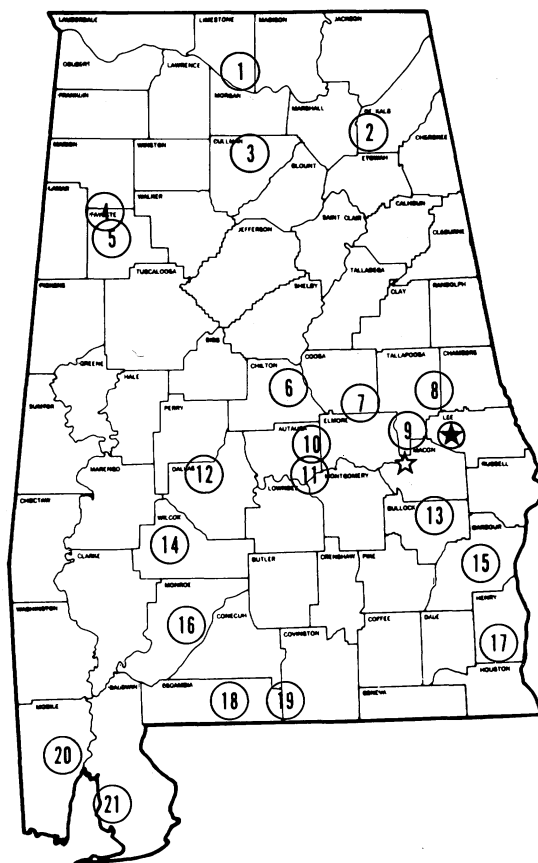 LAUDERDALE
LIMESTONE
MADISON
JACKSON
COLBERT
LAWRENCE
1
FRANKLIN
MORGAN
MARSHALL
DE KALB
2
CHEROKEE
MARION
WINSTON
CULLMAN
3
BLOUNT
ETOWAH
LAMAR
4
FAYETTE
5
WALKER
CALHOUN
SAINT CLAIR
JEFFERSON
CLEBURNE
TUSCALOOSA
TALLADEGA
PICKENS
SHELBY
CLAY
RANDOLPH
BIBB
GREENE
HALE
CHILTON
COOSA
TALLAPOOSA
CHAMBERS
6
7
8
SUMTER
PERRY
AUTAUGA
ELMORE
9
LEE
10
MACON
MARENGO
DALLAS
12
11
MONTGOMERY
RUSSELL
LOWNDES
CHOCTAW
WILCOX
BULLOCK
13
BARBOUR
14
CLARKE
BUTLER
CRENSHAW
PIKE
15
MONROE
HENRY
WASHINGTON
16
CONECUH
COVINGTON
COFFEE
DALE
17
HOUSTON
ESCAMBIA
BALDWIN
18
19
GENEVA
MOBILE
20
21